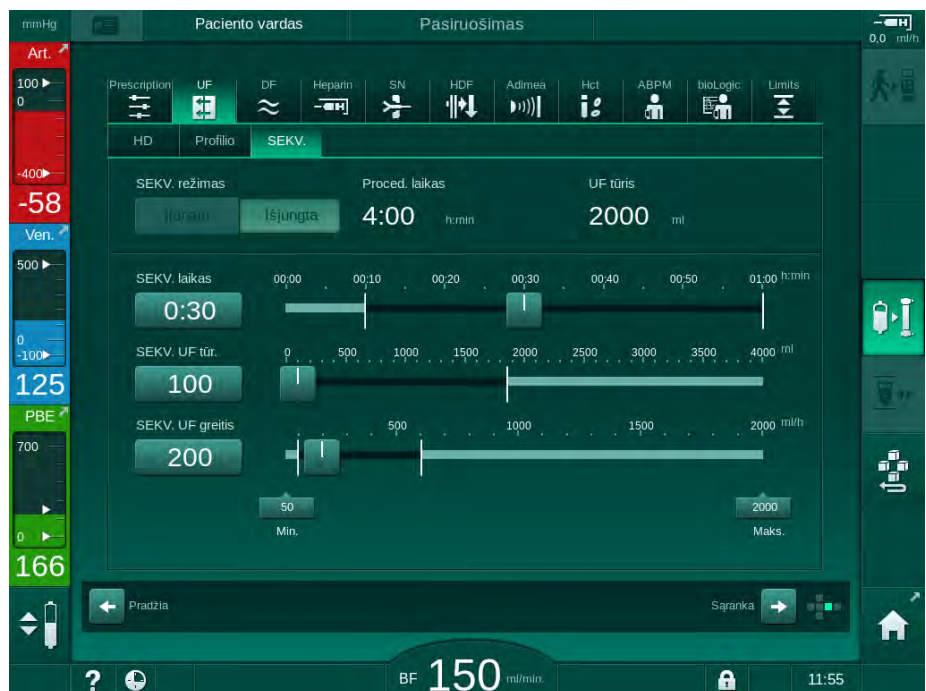 mmHg Paciento vardas Pasiruošimas
0,0 ml/h
Art.
100
0
-400
-58
Ven.
500
0
-100
125
PBE
700
0
166
Prescription UF DF Heparin SN HDF Adimea Hct ABPM bioLogic Limits
HD Profilio SEKV.
SEKV. režimas Proced. laikas UF tūris
Išjungta 4:00 h:min 2000 ml
SEKV. laikas 00:00 00:10 00:20 00:30 00:40 00:50 01:00 h:min
0:30
SEKV. UF tūr. 0 500 1000 1500 2000 2500 3000 3500 4000 ml
100
SEKV. UF greitis 500 1000 1500 2000 ml/h
200
50 2000
Min. Maks.
Pradžia Sąranka
? BF 150 ml/min. 11:55